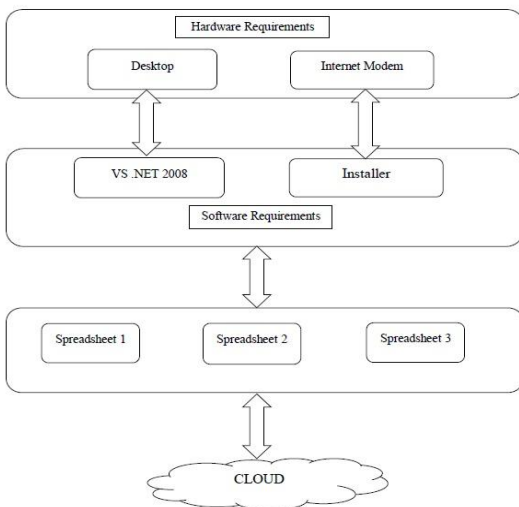 Hardware Requirements
Desktop
Internet Modem
VS .NET 2008
Installer
Software Requirements
Spreadsheet 1
Spreadsheet 2
Spreadsheet 3
CLOUD